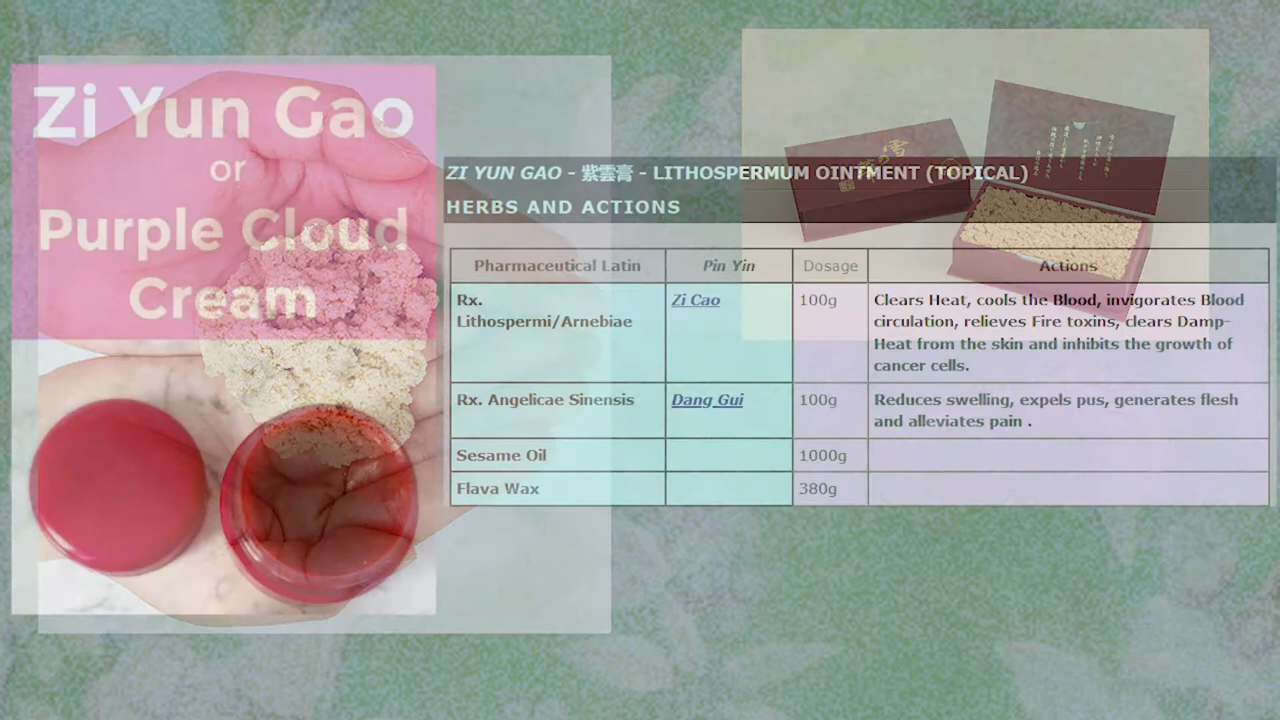 Zi Yun Gao
or
Purple Cloud
Cream
ZI YUN GAO - 紫雲膏 - LITHOSPERMUM OINTMENT (TOPICAL)
HERBS AND ACTIONS
Pharmaceutical Latin Pin Yin Dosage Actions
Rx. Lithospermi/Arnebiae Zi Cao 100g Clears Heat, cools the Blood, invigorates Blood
circulation, relieves Fire toxins, clears Damp-
Heat from the skin and inhibits the growth of
cancer cells.
Rx. Angelicae Sinensis Dang Gui 100g Reduces swelling, expels pus, generates flesh
and alleviates pain .
Sesame Oil 1000g
Flava Wax 380g